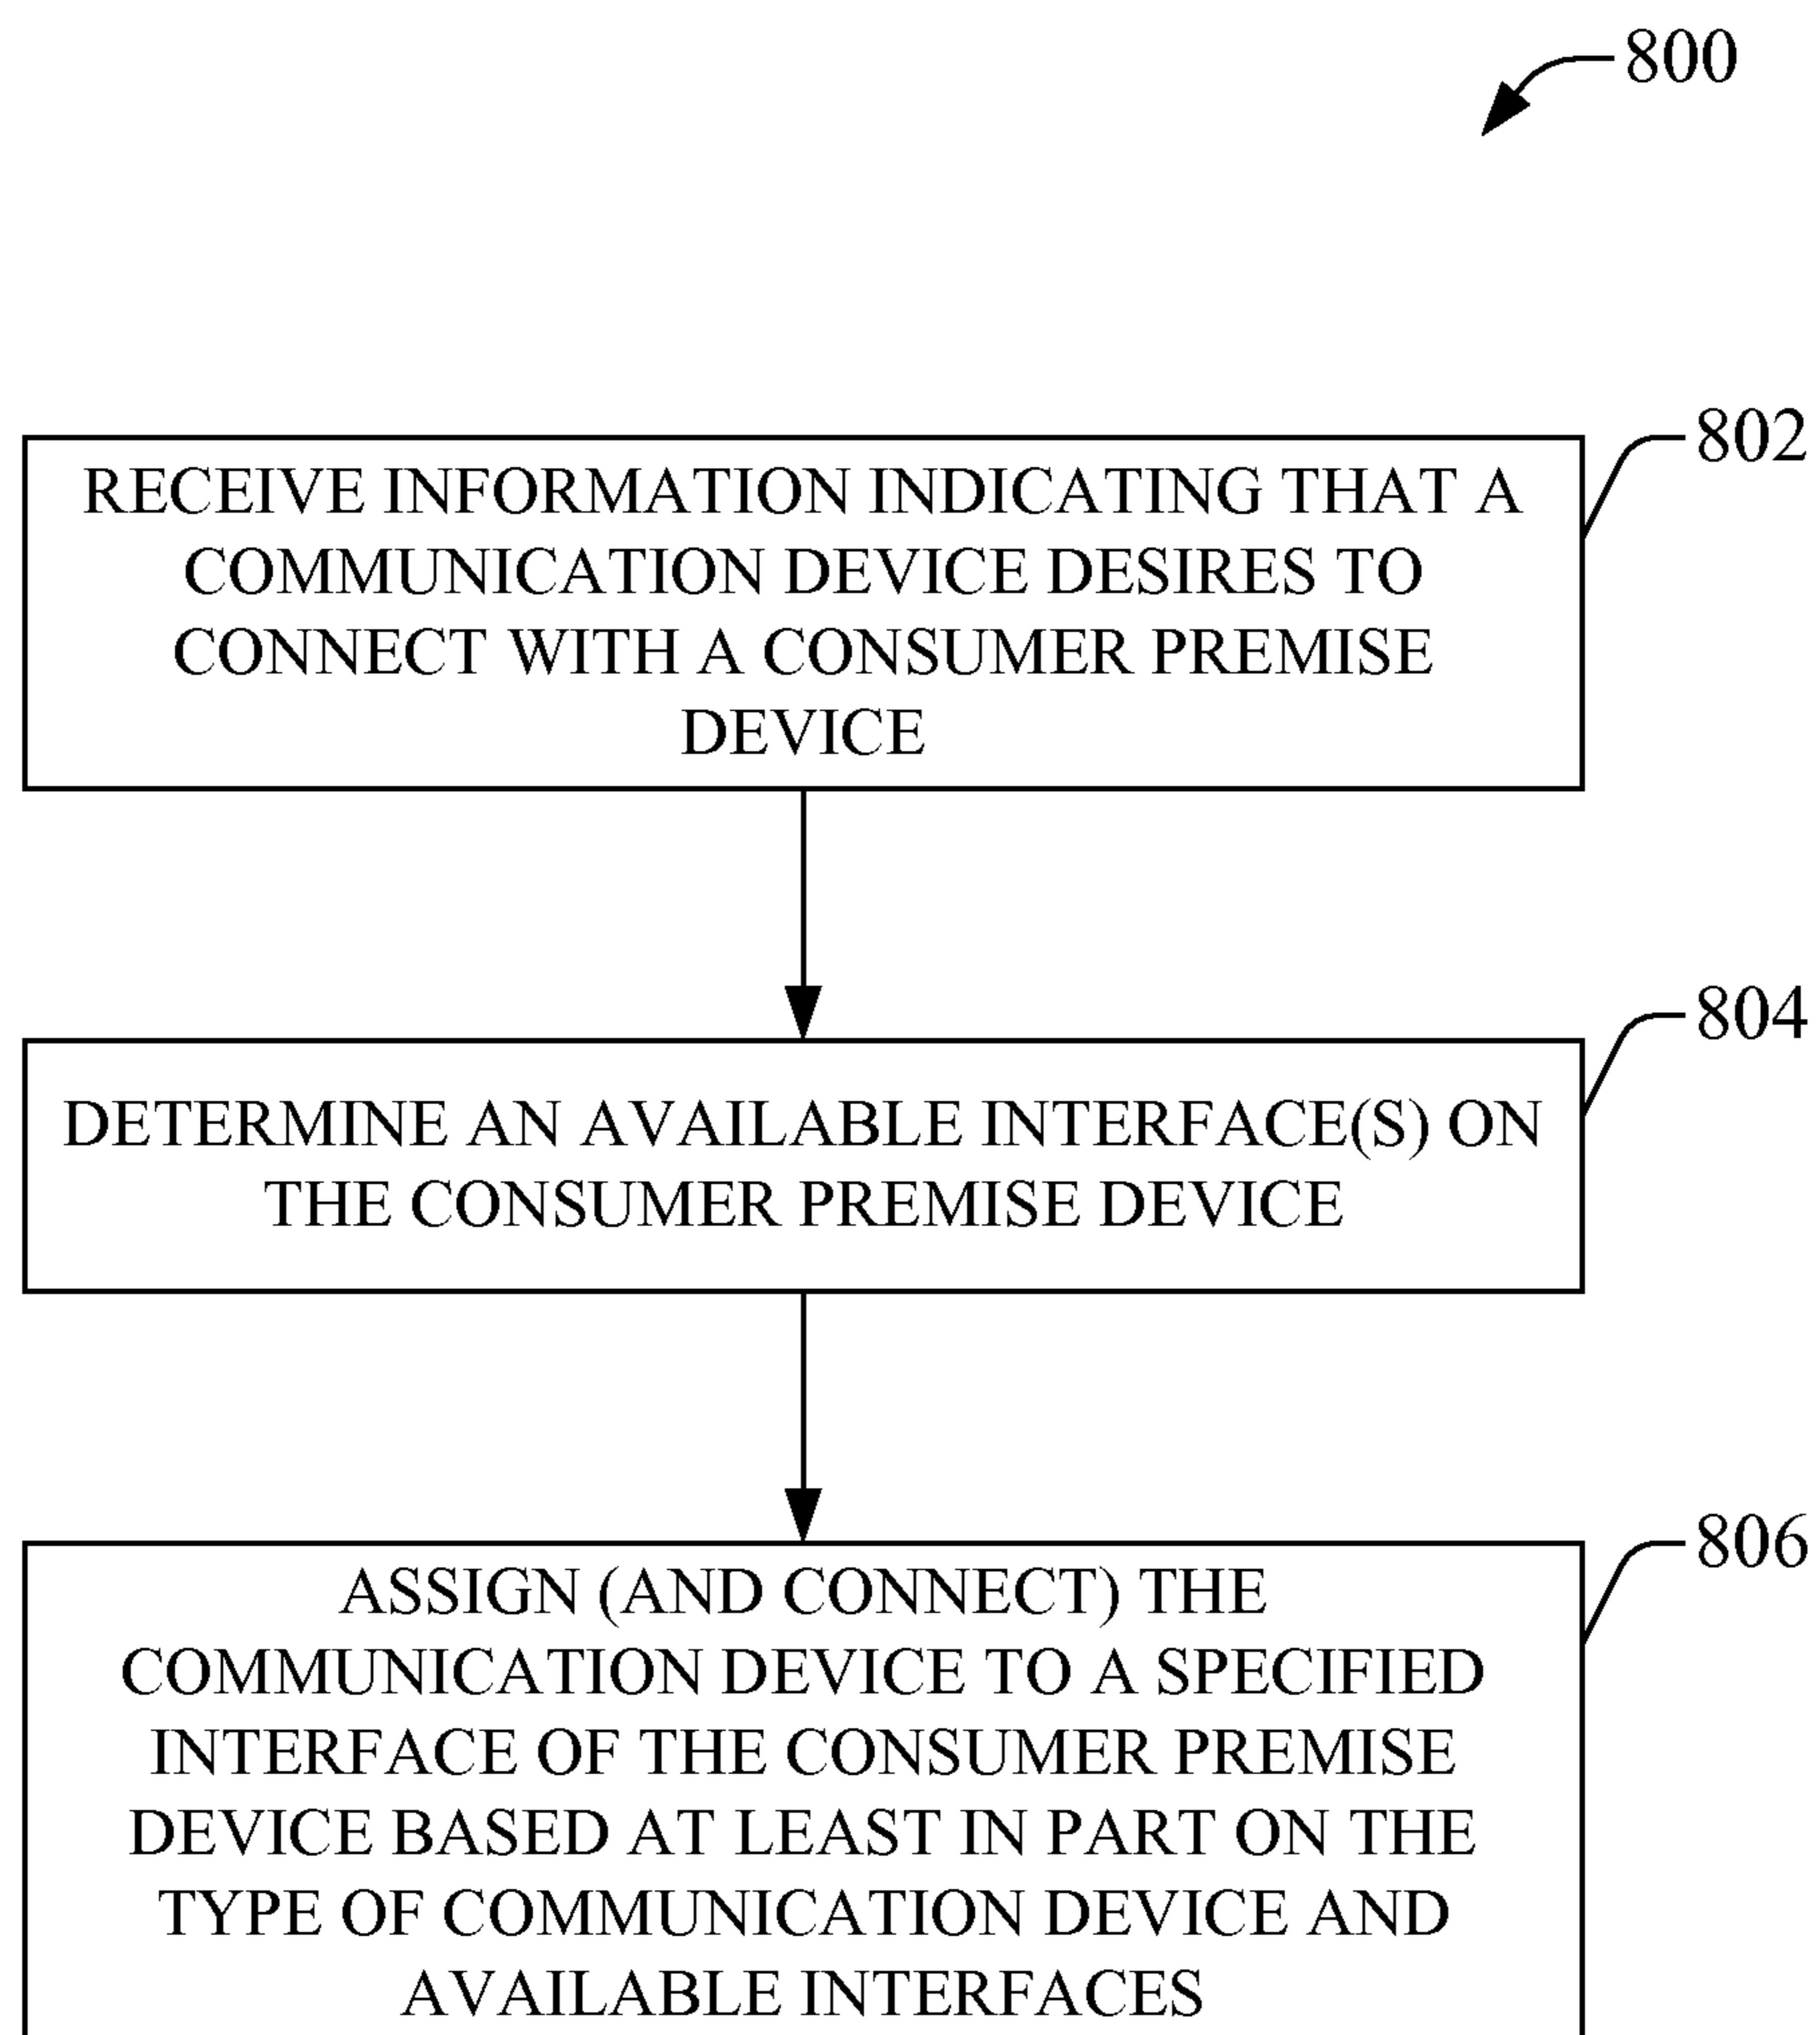 800
802
RECEIVE INFORMATION INDICATING THAT A
COMMUNICATION DEVICE DESIRES TO
CONNECT WITH A CONSUMER PREMISE
DEVICE
804
DETERMINE AN AVAILABLE INTERFACE(S) ON
THE CONSUMER PREMISE DEVICE
806
ASSIGN (AND CONNECT) THE
COMMUNICATION DEVICE TO A SPECIFIED
INTERFACE OF THE CONSUMER PREMISE
DEVICE BASED AT LEAST IN PART ON THE
TYPE OF COMMUNICATION DEVICE AND
AVAILABLE INTERFACES